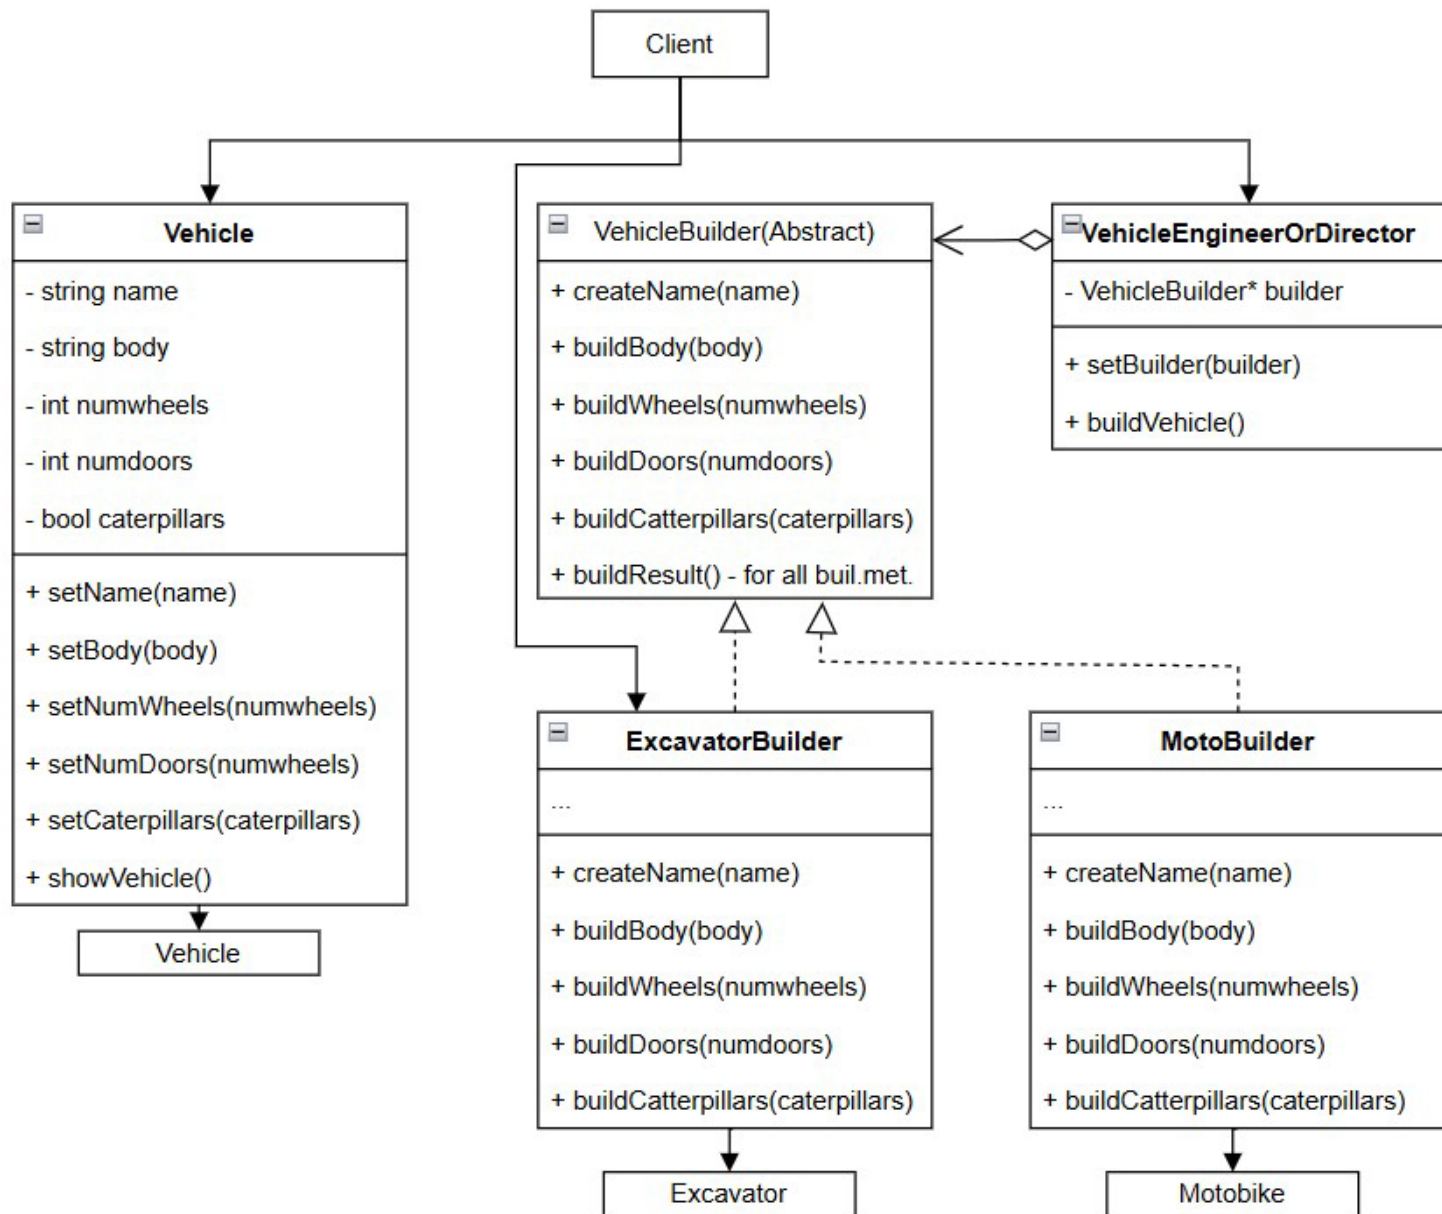 Client
Vehicle
- string name
- string body
- int numwheels
- int numdoors
- bool caterpillars
+ setName(name)
+ setBody(body)
+ setNumWheels(numwheels)
+ setNumDoors(numwheels)
+ setCaterpillars(caterpillars)
+ showVehicle()
Vehicle
VehicleBuilder(Abstract)
+ createName(name)
+ buildBody(body)
+ buildWheels(numwheels)
+ buildDoors(numdoors)
+ buildCatterpillars(caterpillars)
+ buildResult() - for all buil.met.
VehicleEngineerOrDirector
- VehicleBuilder* builder
+ setBuilder(builder)
+ buildVehicle()
ExcavatorBuilder
...
+ createName(name)
+ buildBody(body)
+ buildWheels(numwheels)
+ buildDoors(numdoors)
+ buildCatterpillars(caterpillars)
Excavator
MotoBuilder
...
+ createName(name)
+ buildBody(body)
+ buildWheels(numwheels)
+ buildDoors(numdoors)
+ buildCatterpillars(caterpillars)
Motobike